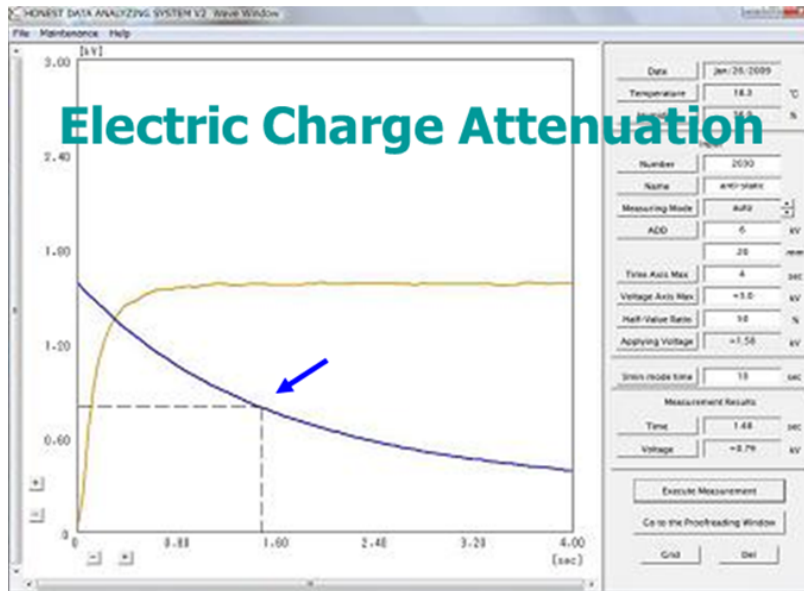 HONEST DATA ANALYZING SYSTEM V2 Wave Window
File Maintenance Help
[kV]
3.00
Electric Charge Attenuation
2.40
1.80
1.20
0.60
0
+
-
0 0.80 1.60 2.40 3.20 4.00
[sec]
- +
Date Jan/26/2009
Temperature 18.3 ℃
%
Number 2030
Name anti-static
Measuring Mode auto
ADD 6 kV
20 mm
Time Axis Max 4 sec
Voltage Axis Max +3.0 kV
Half-Value Ratio 50 %
Applying Voltage +1.58 kV
3min mode time 10 sec
Measurement Results
Time 1.48 sec
Voltage +0.79 kV
Execute Measurement
Go to the Proofreading Window
Grid Del